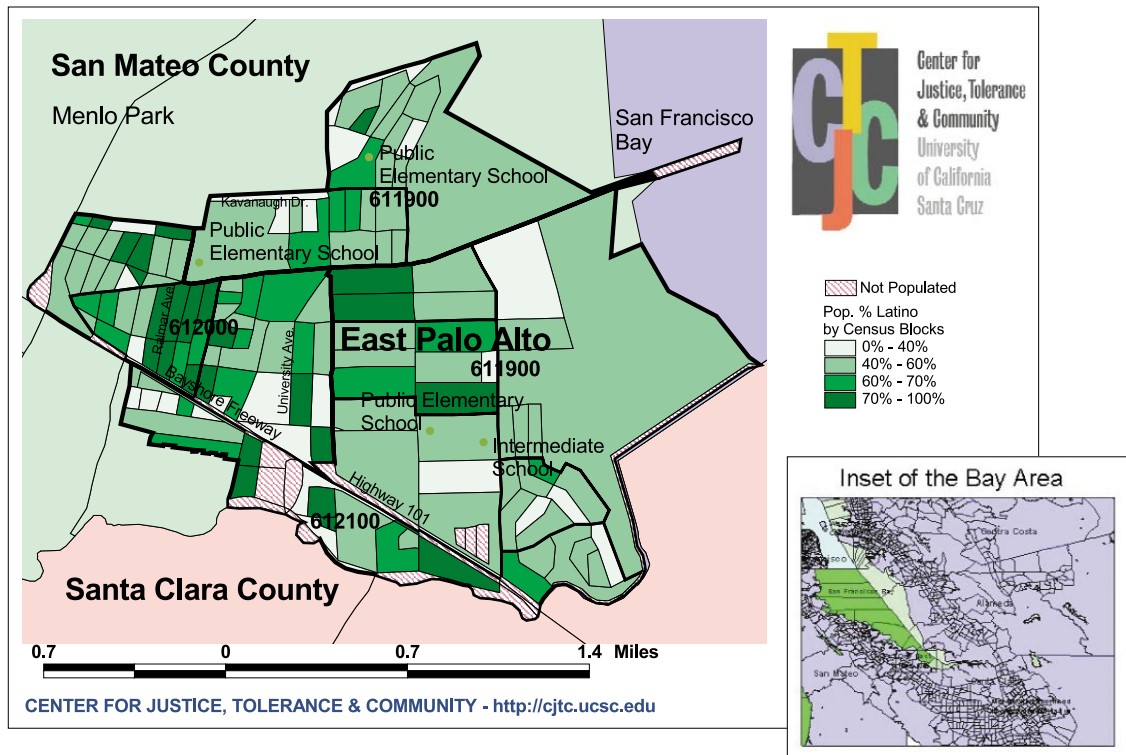 San Mateo County
Menlo Park
San Francisco
Bay
Public
Elementary School
611900
Kavanaugh Dr.
Public
Elementary School
Ralmar Ave.
612000
University Ave.
East Palo Alto
611900
Bayshore Freeway
Public Elementary
School
Intermediate
School
Highway 101
612100
Santa Clara County
0.7
0
0.7
1.4
Miles
CENTER FOR JUSTICE, TOLERANCE & COMMUNITY - http://cjtc.ucsc.edu
CTJC
Center for
Justice, Tolerance
& Community
University
of California
Santa Cruz
Not Populated
Pop. % Latino
by Census Blocks
0% - 40%
40% - 60%
60% - 70%
70% - 100%
Inset of the Bay Area
Contra Costa
San Francisco Bay
Alameda
San Mateo